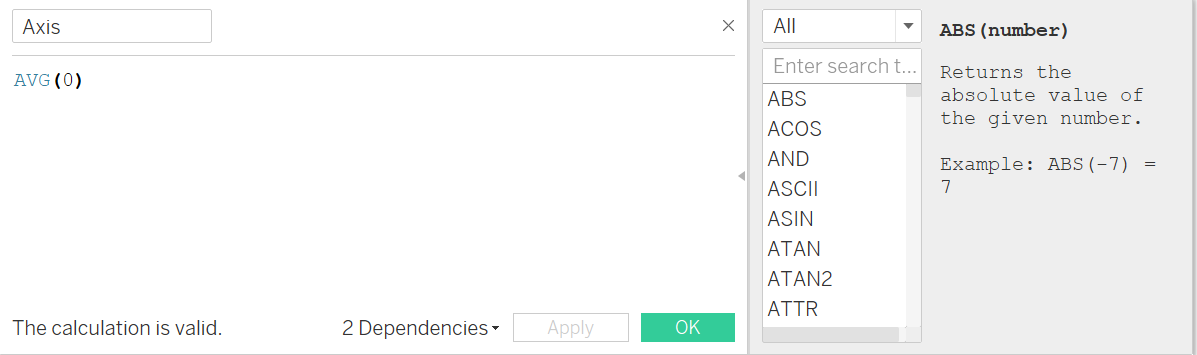 Axis
AVG(0)
The calculation is valid.
2 Dependencies
Apply
OK
All
Enter search t...
ABS
ACOS
AND
ASCII
ASIN
ATAN
ATAN2
ATTR
ABS(number)
Returns the
absolute value of
the given number.
Example: ABS(-7) =
7